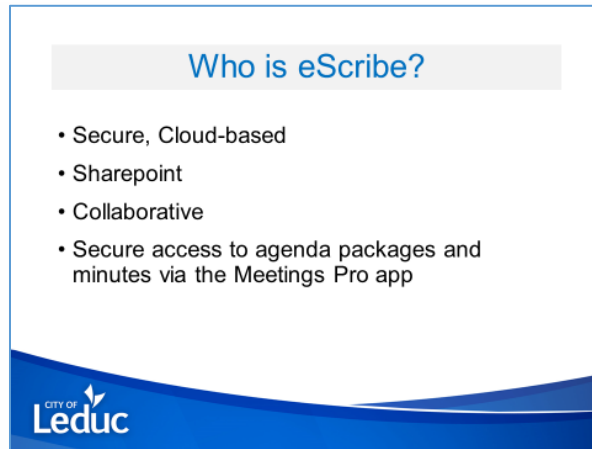 Who is eScribe?
• Secure, Cloud-based
• Sharepoint
• Collaborative
• Secure access to agenda packages and
minutes via the Meetings Pro app
CITY OF
Leduc